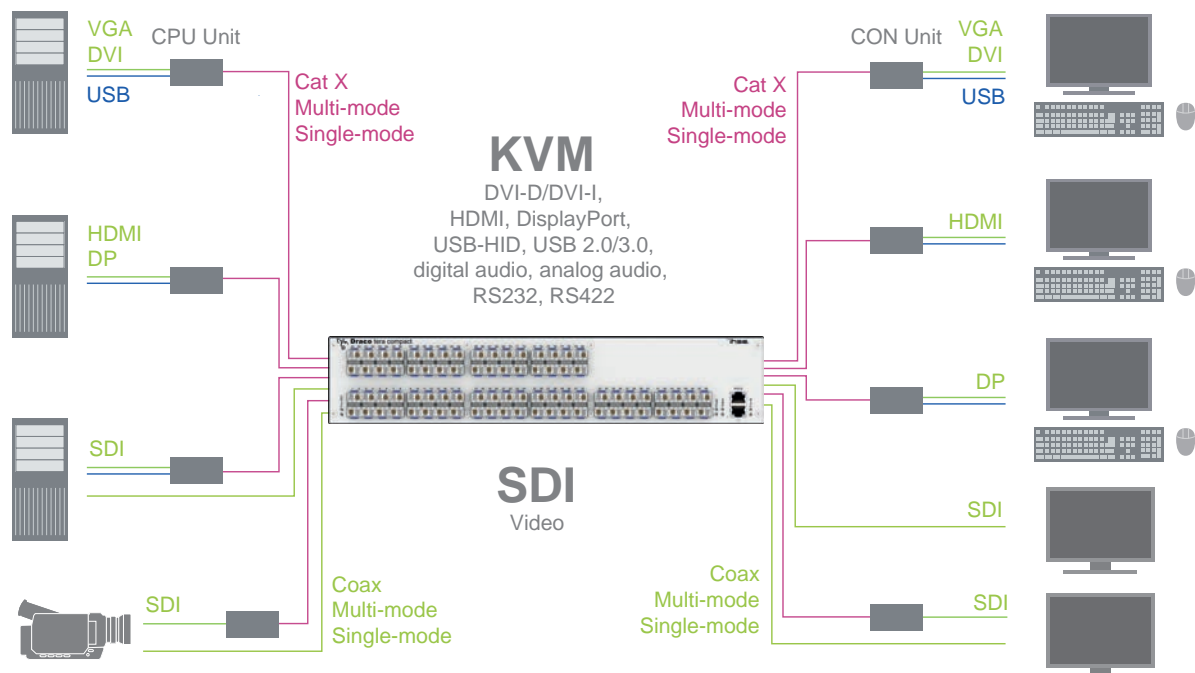 VGA
DVI
USB
CPU Unit
Cat X
Multi-mode
Single-mode
HDMI
DP
SDI
SDI
Coax
Multi-mode
Single-mode
KVM
DVI-D/DVI-I,
HDMI, DisplayPort,
USB-HID, USB 2.0/3.0,
digital audio, analog audio,
RS232, RS422
Draco tera compact
SDI
Video
CON Unit
VGA
DVI
USB
Cat X
Multi-mode
Single-mode
HDMI
DP
SDI
Coax
Multi-mode
Single-mode
SDI